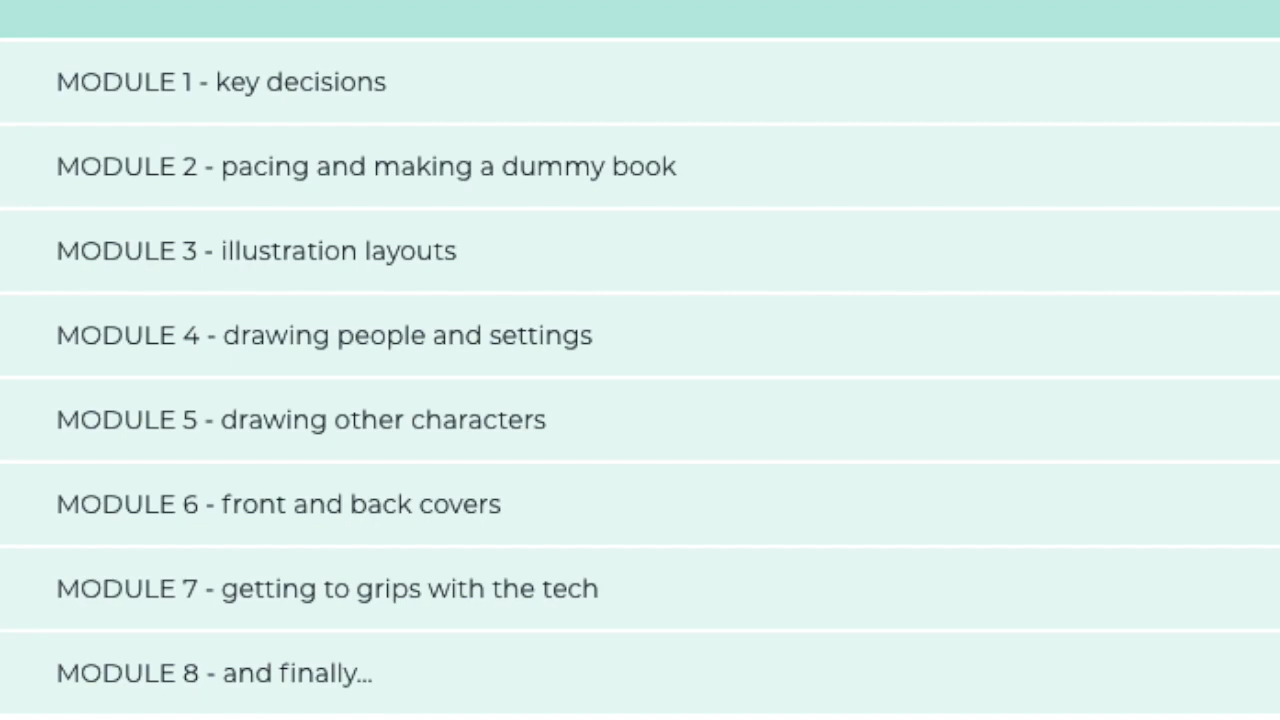 MODULE 1 - key decisions
MODULE 2 - pacing and making a dummy book
MODULE 3 - illustration layouts
MODULE 4 - drawing people and settings
MODULE 5 - drawing other characters
MODULE 6 - front and back covers
MODULE 7 - getting to grips with the tech
MODULE 8 - and finally...